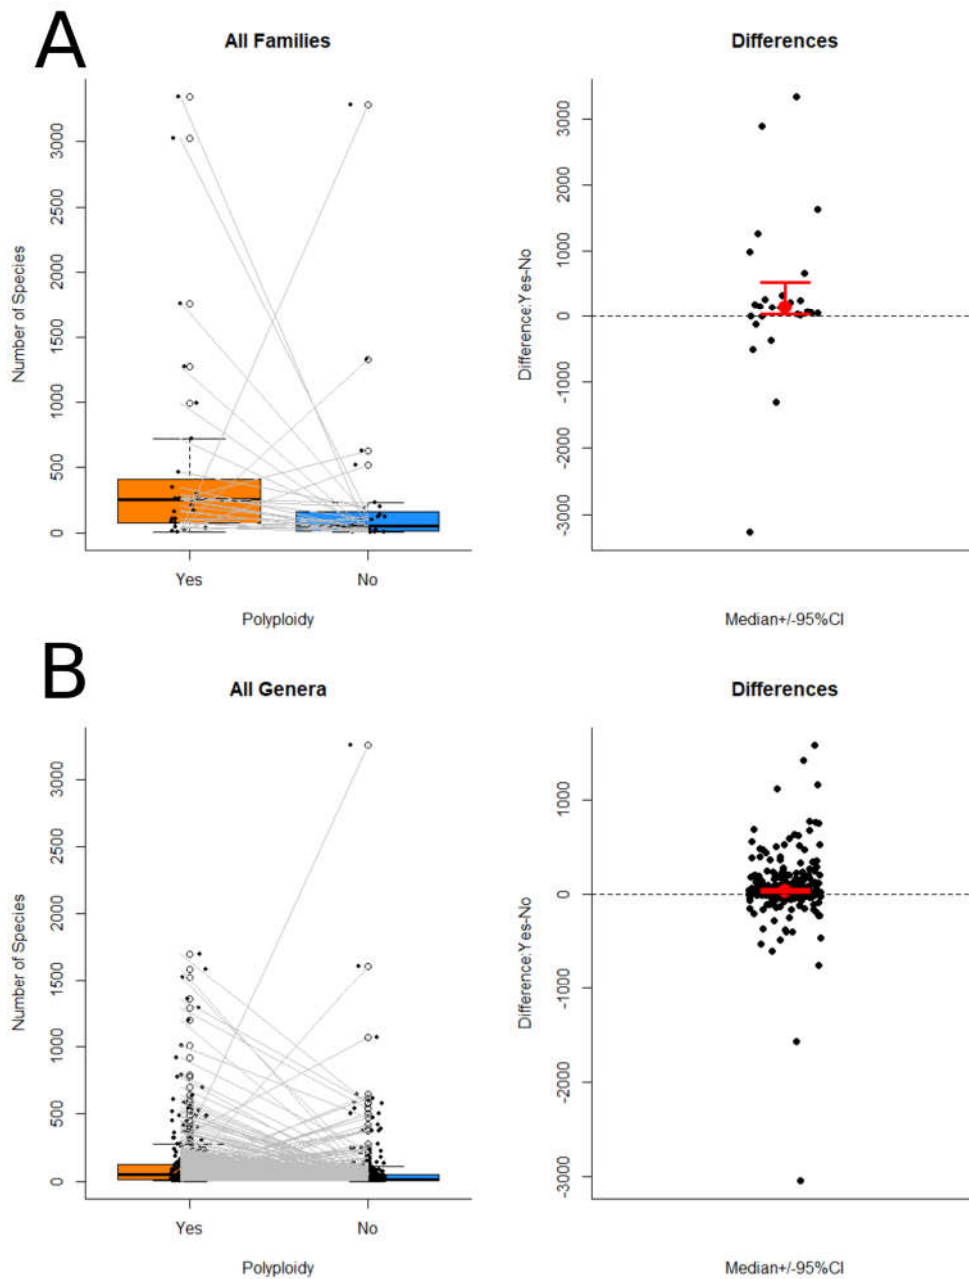 A
All Families
Differences
Number of Species
0
500
1000
1500
2000
2500
3000
Yes
No
Polyploidy
Difference:Yes-No
-3000
-2000
-1000
0
1000
2000
3000
Median+/-95%CI
B
All Genera
Differences
Number of Species
0
500
1000
1500
2000
2500
3000
Yes
No
Polyploidy
Difference:Yes-No
-3000
-2000
-1000
0
1000
Median+/-95%CI